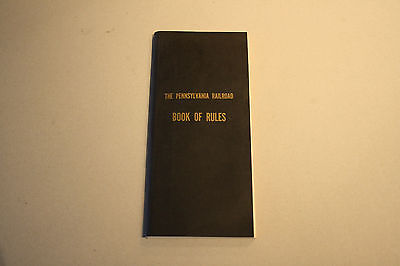 THE PENNSYLVANIA RAILROAD
BOOK OF RULES